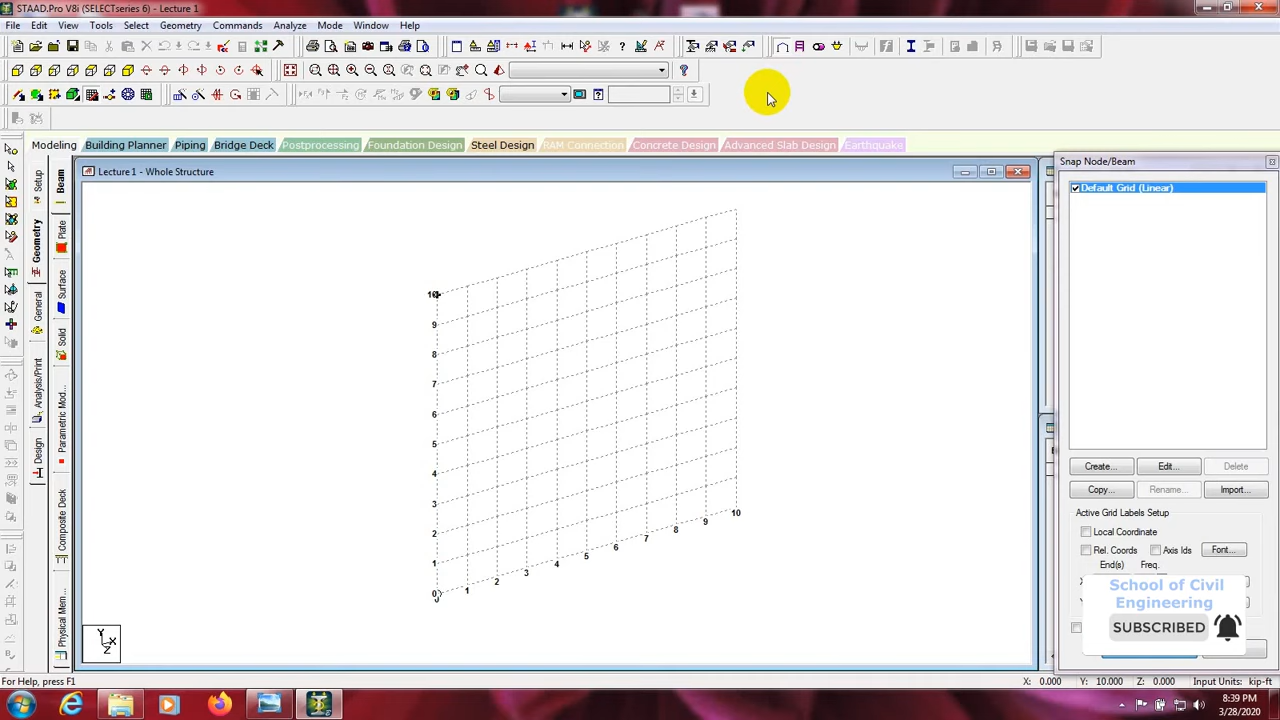 STAAD.Pro V8i (SELECTseries 6) - Lecture 1
File Edit View Tools Select Geometry Commands Analyze Mode Window Help
Modeling Building Planner Piping Bridge Deck Postprocessing Foundation Design Steel Design RAM Connection Concrete Design Advanced Slab Design Earthquake
Setup
Geometry
General
Analysis/Print
Design
Beam
Plate
Surface
Solid
Parametric Mod...
Composite Deck
Physical Mem...
Lecture 1 - Whole Structure
10
9
8
7
6
5
4
3
2
1
0
1 2 3 4 5 6 7 8 9 10
Y
X
Z
Snap Node/Beam
Default Grid (Linear)
Create... Edit... Delete
Copy... Rename... Import...
Active Grid Labels Setup
Local Coordinate
Rel. Coords Axis Ids Font...
End(s) Freq.
School of Civil
Engineering
SUBSCRIBED
For Help, press F1
X: 0.000 Y: 10.000 Z: 0.000 Input Units: kip-ft
8:39 PM
3/28/2020